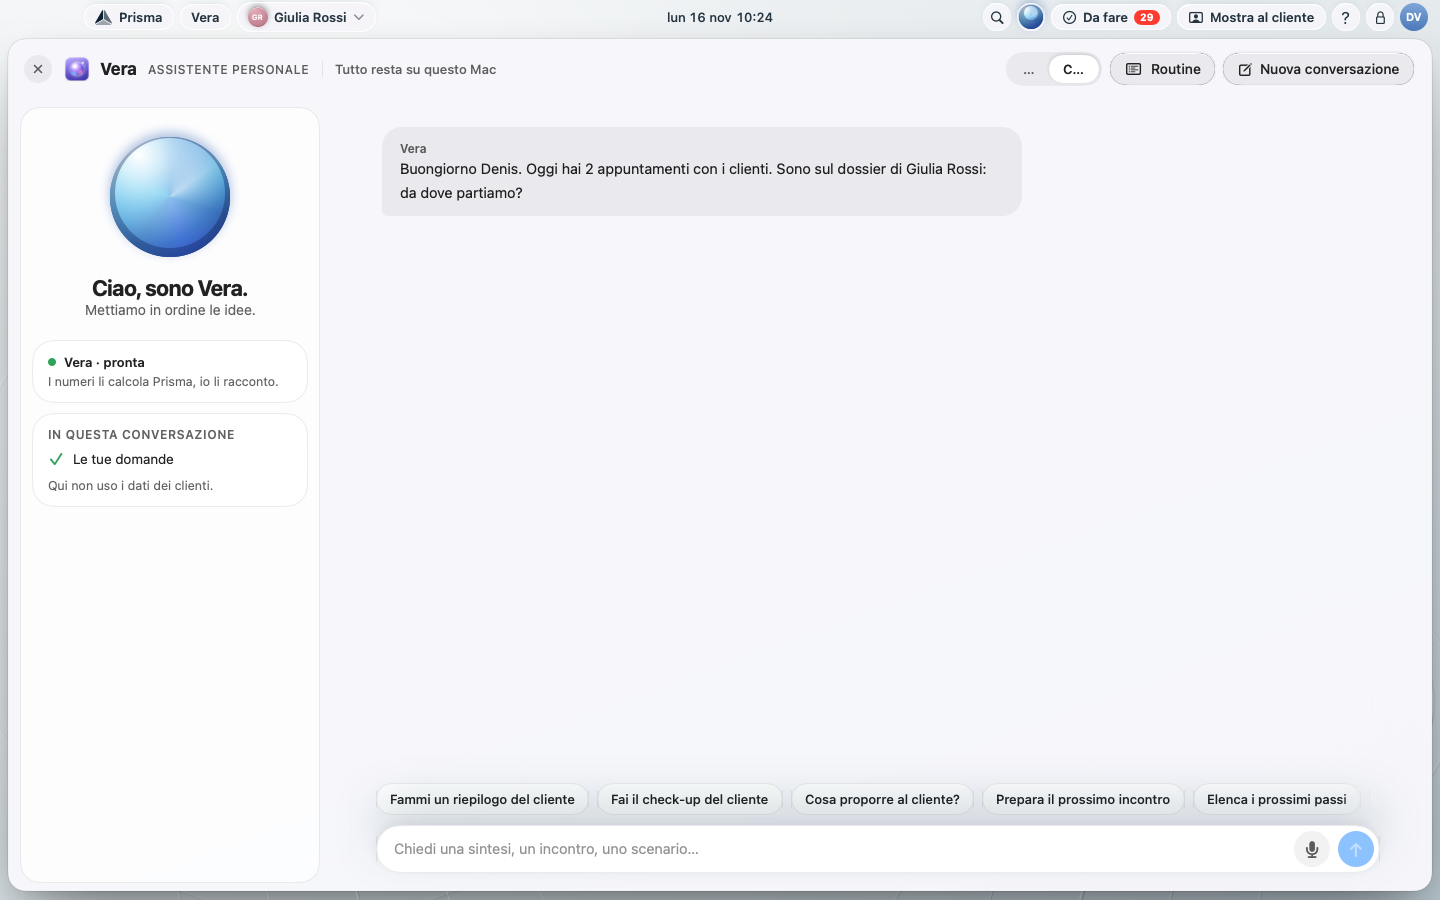 Prisma
Vera
GR Giulia Rossi
lun 16 nov 10:24
Da fare 29
Mostra al cliente
?
DV
Vera ASSISTENTE PERSONALE
Tutto resta su questo Mac
...
C...
Routine
Nuova conversazione
Ciao, sono Vera.
Mettiamo in ordine le idee.
Vera · pronta
I numeri li calcola Prisma, io li racconto.
IN QUESTA CONVERSAZIONE
Le tue domande
Qui non uso i dati dei clienti.
Vera
Buongiorno Denis. Oggi hai 2 appuntamenti con i clienti. Sono sul dossier di Giulia Rossi:
da dove partiamo?
Fammi un riepilogo del cliente
Fai il check-up del cliente
Cosa proporre al cliente?
Prepara il prossimo incontro
Elenca i prossimi passi
Chiedi una sintesi, un incontro, uno scenario...